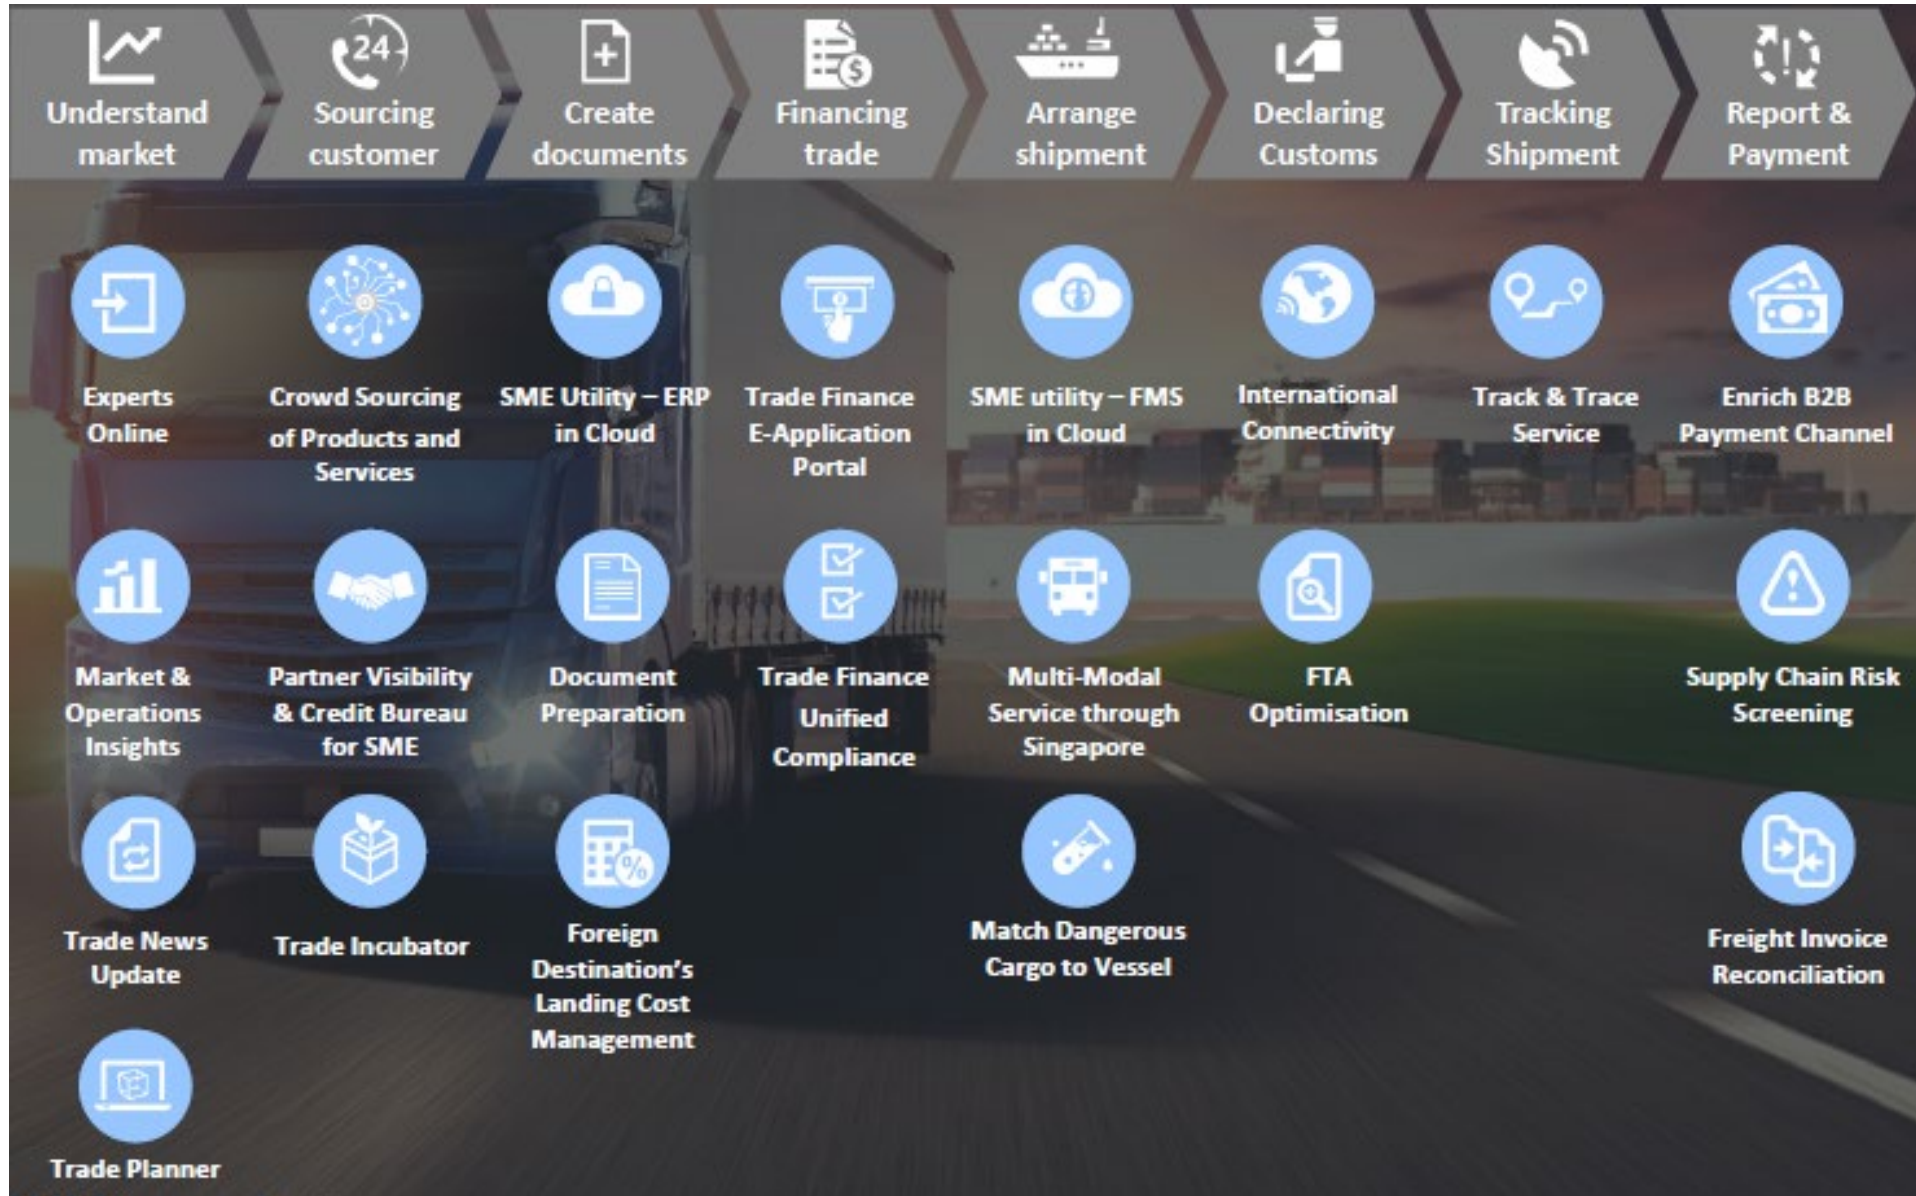 24
Understand
market
Sourcing
customer
Create
documents
Financing
trade
Arrange
shipment
Declaring
Customs
Tracking
Shipment
Report &
Payment
Experts
Online
Crowd Sourcing
of Products and
Services
SME Utility – ERP
in Cloud
Trade Finance
E-Application
Portal
SME utility – FMS
in Cloud
International
Connectivity
Track & Trace
Service
Enrich B2B
Payment Channel
Market &
Operations
Insights
Partner Visibility
& Credit Bureau
for SME
Document
Preparation
Trade Finance
Unified
Compliance
Multi-Modal
Service through
Singapore
FTA
Optimisation
Supply Chain Risk
Screening
Trade News
Update
Trade Incubator
Foreign
Destination’s
Landing Cost
Management
Match Dangerous
Cargo to Vessel
Freight Invoice
Reconciliation
Trade Planner